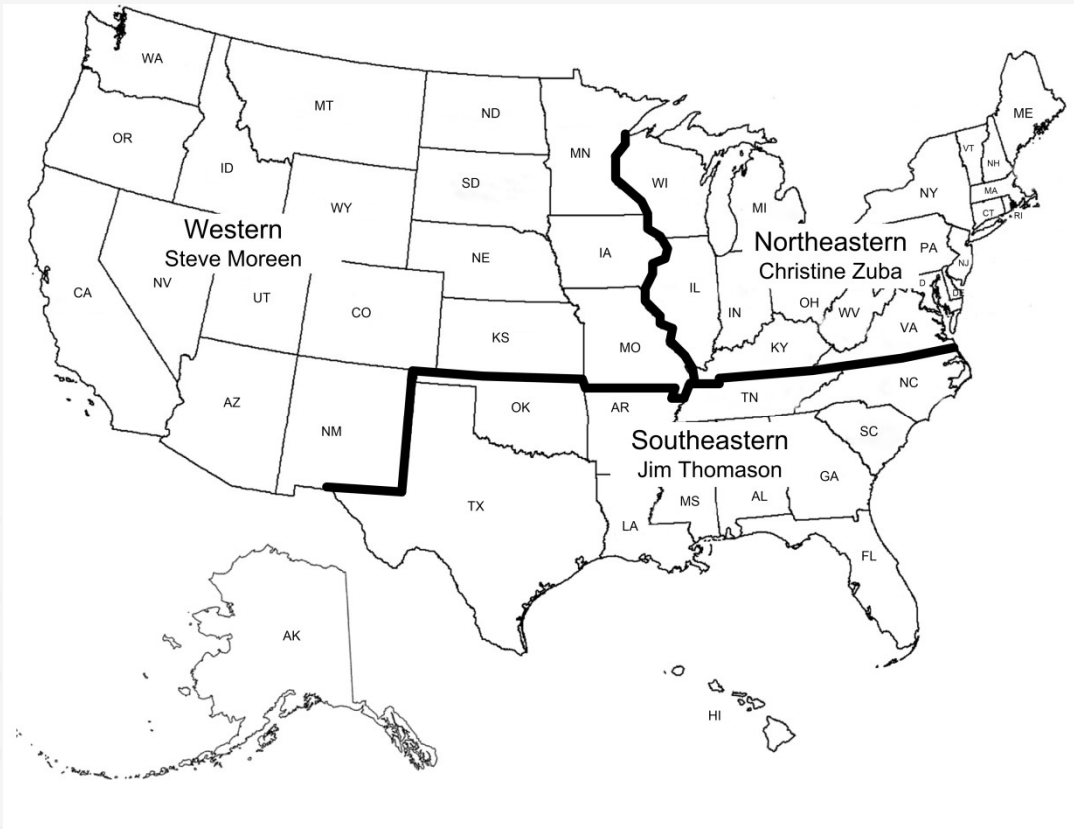 WA
MT
ND
MN
OR
ID
SD
WI
WY
MI
ME
VT
NH
NY
MA
CT
RI
Western
Steve Moreen
Northeastern
Christine Zuba
PA
NJ
D
DE
IA
NE
NV
UT
CA
CO
IL
IN
OH
WV
VA
KS
MO
KY
AZ
NM
OK
AR
TN
NC
Southeastern
Jim Thomason
SC
GA
MS
AL
TX
LA
FL
AK
HI